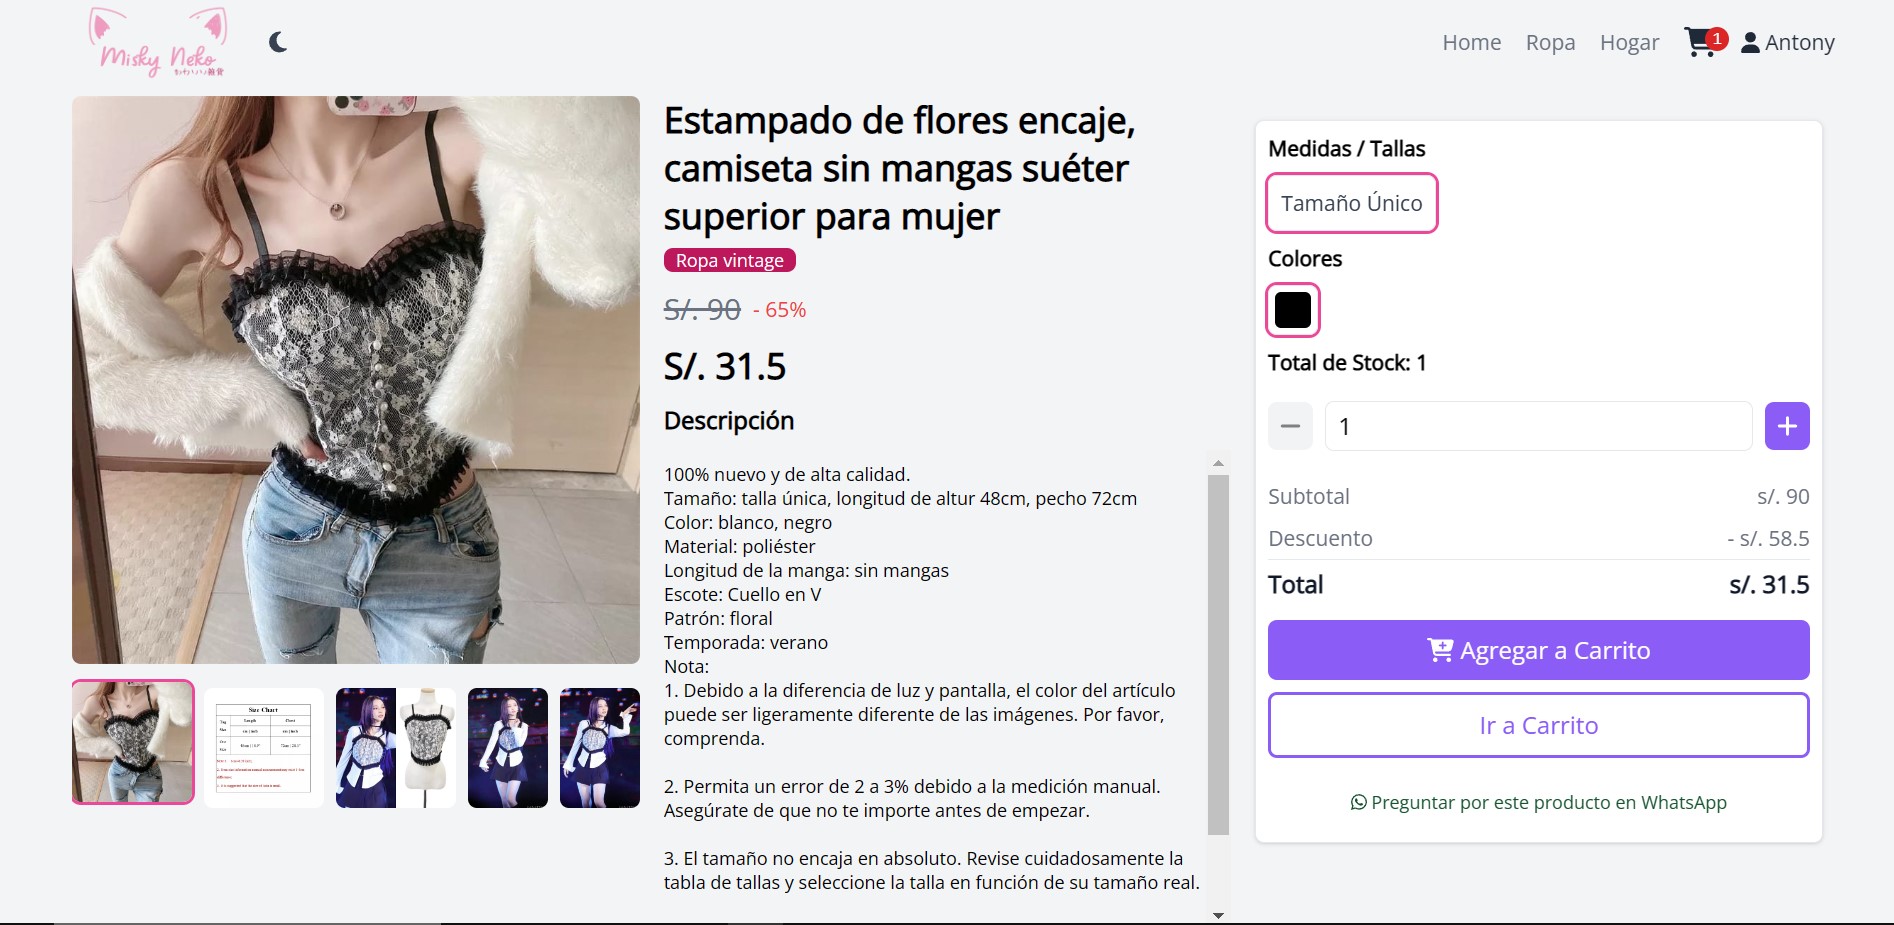 Misky Neko
Home
Ropa
Hogar
1
Antony
Estampado de flores encaje,
camiseta sin mangas suéter
superior para mujer
Ropa vintage
S/. 90
- 65%
S/. 31.5
Descripción
100% nuevo y de alta calidad.
Tamaño: talla única, longitud de altur 48cm, pecho 72cm
Color: blanco, negro
Material: poliéster
Longitud de la manga: sin mangas
Escote: Cuello en V
Patrón: floral
Temporada: verano
Nota:
1. Debido a la diferencia de luz y pantalla, el color del artículo
puede ser ligeramente diferente de las imágenes. Por favor,
comprenda.
2. Permita un error de 2 a 3% debido a la medición manual.
Asegúrate de que no te importe antes de empezar.
3. El tamaño no encaja en absoluto. Revise cuidadosamente la
tabla de tallas y seleccione la talla en función de su tamaño real.
Size Chart
Length
Chest
Medidas / Tallas
Tamaño Único
Colores
Total de Stock: 1
1
Subtotal
s/. 90
Descuento
- s/. 58.5
Total
s/. 31.5
Agregar a Carrito
Ir a Carrito
Preguntar por este producto en WhatsApp